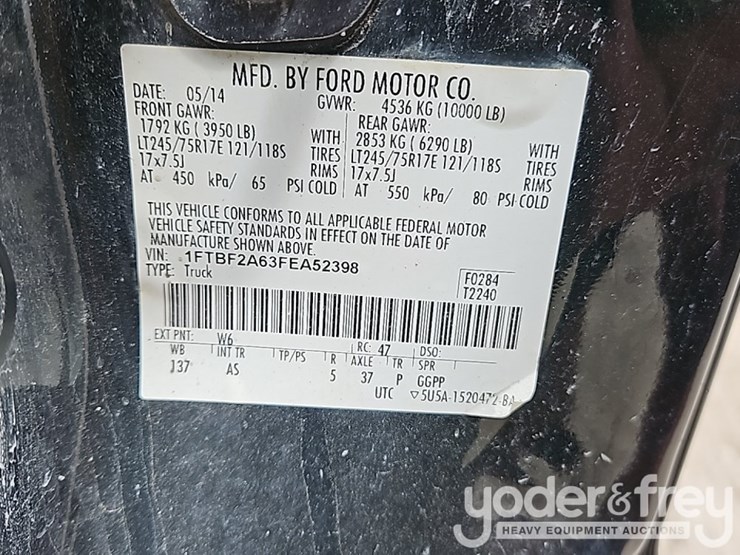 MFD. BY FORD MOTOR CO.
DATE: 05/14 GVWR: 4536 KG (10000 LB)
FRONT GAWR: REAR GAWR:
1792 KG ( 3950 LB) WITH 2853 KG ( 6290 LB) WITH
LT245/75R17E 121/118S TIRES LT245/75R17E 121/118S TIRES
17x7.5J RIMS 17x7.5J RIMS
AT 450 kPa/ 65 PSI COLD AT 550 kPa/ 80 PSI COLD
THIS VEHICLE CONFORMS TO ALL APPLICABLE FEDERAL MOTOR
VEHICLE SAFETY STANDARDS IN EFFECT ON THE DATE OF
MANUFACTURE SHOWN ABOVE.
VIN: 1FTBF2A63FEA52398
TYPE: Truck
F0284
T2240
EXT PNT: W6 RC: 47 DSO:
WB INT TR TP/PS R AXLE TR SPR
137 AS 5 37 P GGPP
UTC ▽5U5A-1520472-BA
yoder&frey
HEAVY EQUIPMENT AUCTIONS